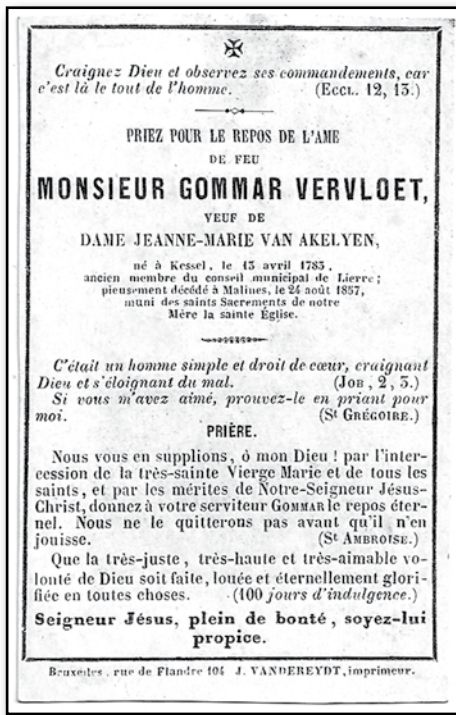 Craignez Dieu et observez ses commandements, car
c'est là le tout de l'homme. (ECCL. 12, 13.)
PRIEZ POUR LE REPOS DE L'AME
DE FEU
MONSIEUR GOMMAR VERVLOET,
VEUF DE
DAME JEANNE-MARIE VAN AKELYEN,
né à Kessel, le 13 avril 1783,
ancien membre du conseil municipal de Lierre;
pieusement décédé à Malines, le 24 août 1857,
muni des saints Sacrements de notre
Mère la sainte Église.
C'était un homme simple et droit de cœur, craignant
Dieu et s'éloignant du mal. (JOB, 2, 3.)
Si vous m'avez aimé, prouvez-le en priant pour
moi. (St GRÉGOIRE.)
PRIÈRE.
Nous vous en supplions, ô mon Dieu ! par l'inter-
cession de la très-sainte Vierge Marie et de tous les
saints, et par les mérites de Notre-Seigneur Jésus-
Christ, donnez à votre serviteur GOMMAR le repos éter-
nel. Nous ne le quitterons pas avant qu'il n'en
jouisse. (St AMBROISE.)
Que la très-juste, très-haute et très-aimable vo-
lonté de Dieu soit faite, louée et éternellement glori-
fiée en toutes choses. (100 jours d'indulgence.)
Seigneur Jésus, plein de bonté, soyez-lui
propice.
Bruxelles, rue de Flandre 104 J. VANDEREYDT, imprimeur.